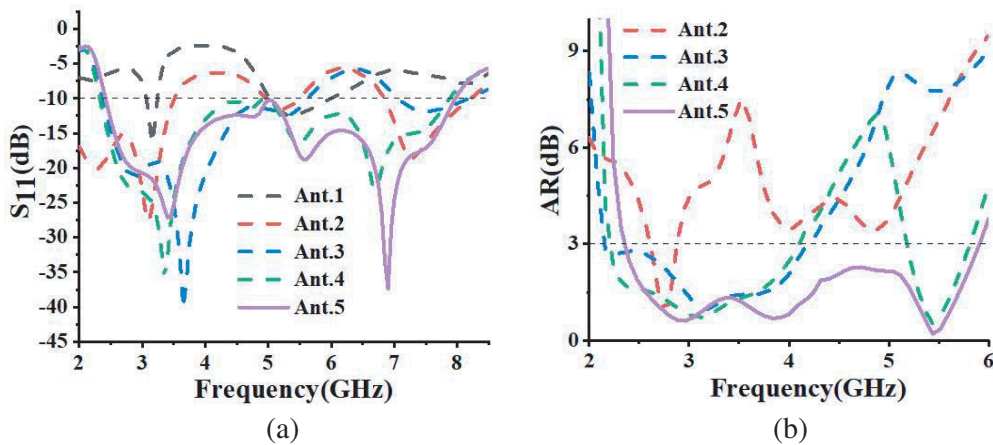 0
-5
-10
-15
-20
-25
-30
-35
-40
-45
S11(dB)
Ant.1
Ant.2
Ant.3
Ant.4
Ant.5
2 3 4 5 6 7 8
Frequency(GHz)
(a)
9
6
3
0
AR(dB)
Ant.2
Ant.3
Ant.4
Ant.5
2 3 4 5 6
Frequency(GHz)
(b)